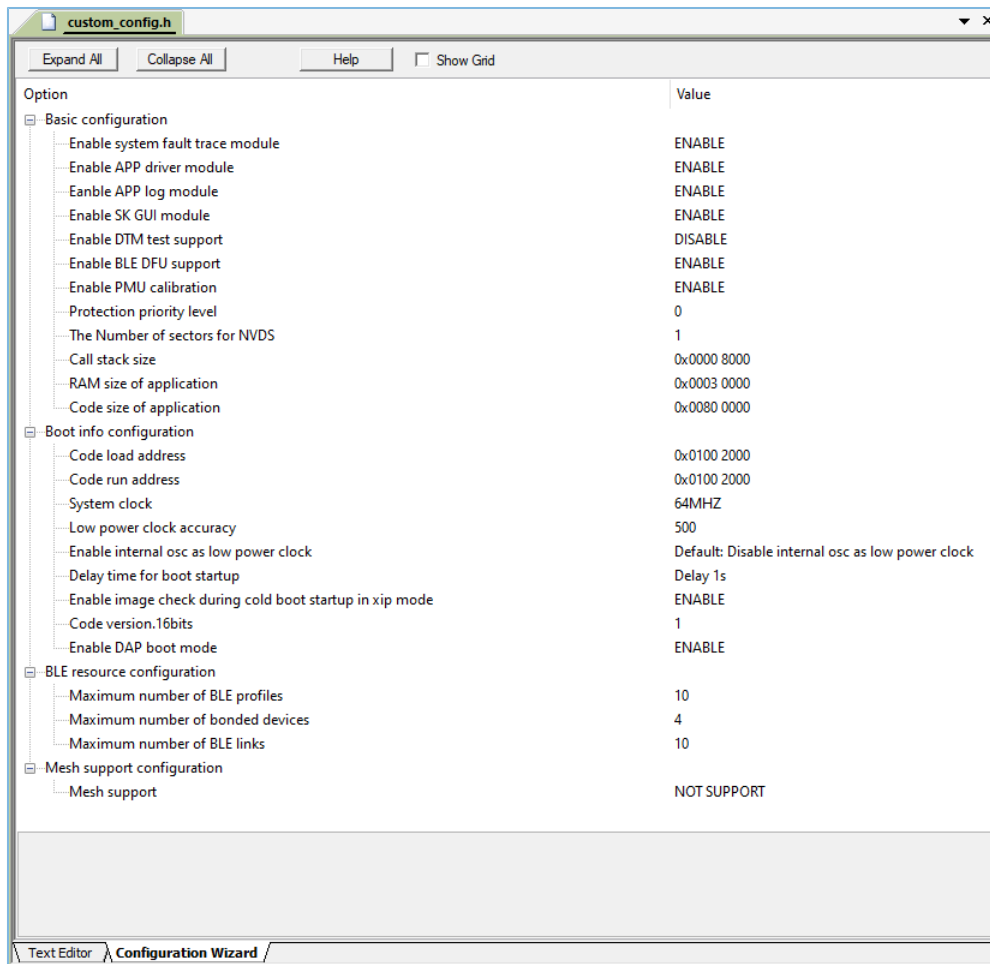 custom_config.h
Expand All Collapse All Help Show Grid
Option Value
Basic configuration
Enable system fault trace module ENABLE
Enable APP driver module ENABLE
Eanble APP log module ENABLE
Enable SK GUI module ENABLE
Enable DTM test support DISABLE
Enable BLE DFU support ENABLE
Enable PMU calibration ENABLE
Protection priority level 0
The Number of sectors for NVDS 1
Call stack size 0x0000 8000
RAM size of application 0x0003 0000
Code size of application 0x0080 0000
Boot info configuration
Code load address 0x0100 2000
Code run address 0x0100 2000
System clock 64MHZ
Low power clock accuracy 500
Enable internal osc as low power clock Default: Disable internal osc as low power clock
Delay time for boot startup Delay 1s
Enable image check during cold boot startup in xip mode ENABLE
Code version.16bits 1
Enable DAP boot mode ENABLE
BLE resource configuration
Maximum number of BLE profiles 10
Maximum number of bonded devices 4
Maximum number of BLE links 10
Mesh support configuration
Mesh support NOT SUPPORT
Text Editor Configuration Wizard